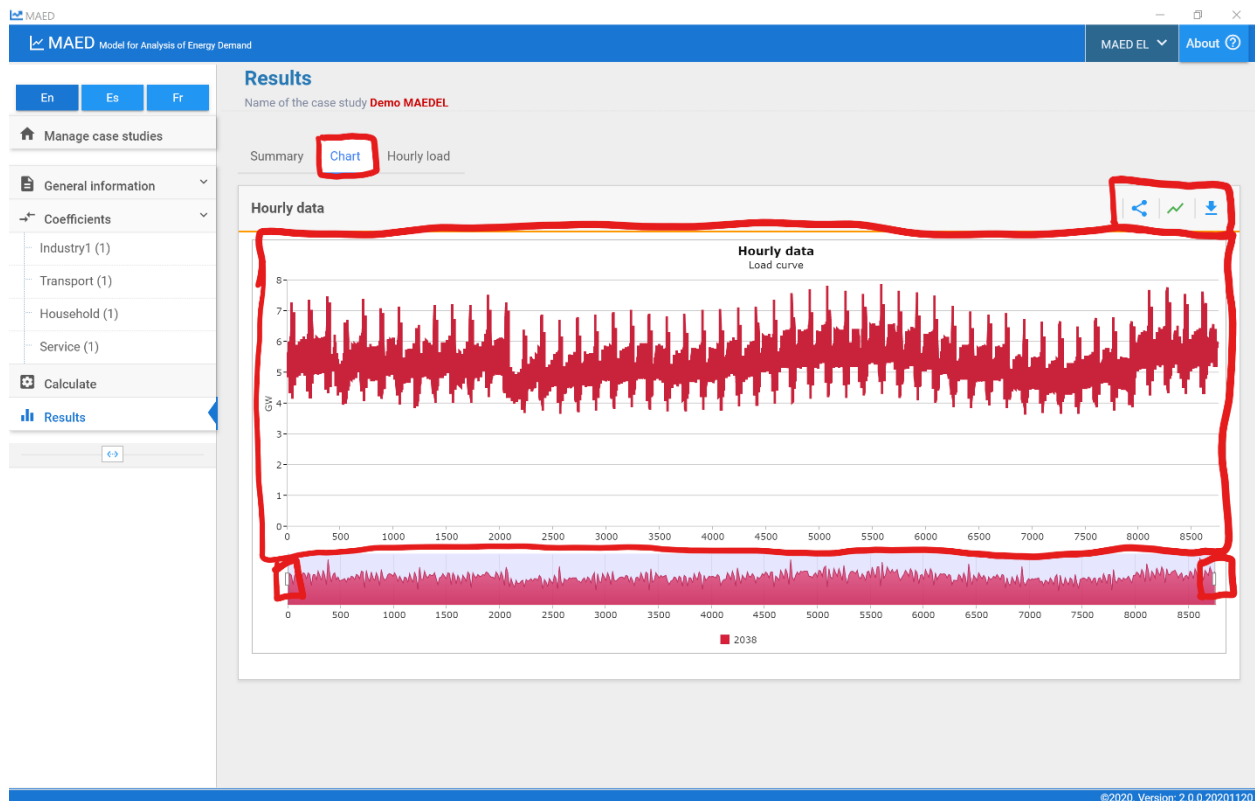 MAED
MAED Model for Analysis of Energy Demand
MAED EL
About
En Es Fr
Manage case studies
General information
Coefficients
Industry1 (1)
Transport (1)
Household (1)
Service (1)
Calculate
Results
Results
Name of the case study Demo MAEDEL
Summary Chart Hourly load
Hourly data
Hourly data
Load curve
8
7
6
5
4
3
2
1
0
GW
0 500 1000 1500 2000 2500 3000 3500 4000 4500 5000 5500 6000 6500 7000 7500 8000 8500
0 500 1000 1500 2000 2500 3000 3500 4000 4500 5000 5500 6000 6500 7000 7500 8000 8500
2038
©2020, Version: 2.0.0.20201120